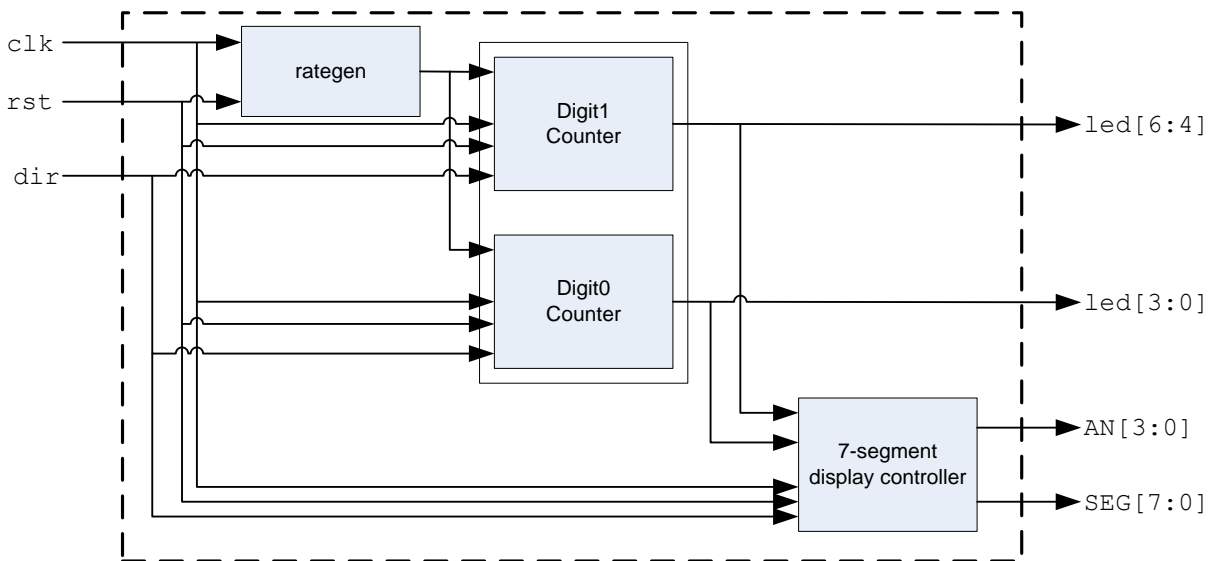 clk
rst
dir
rategen
Digit1
Counter
Digit0
Counter
7-segment
display controller
led[6:4]
led[3:0]
AN[3:0]
SEG[7:0]